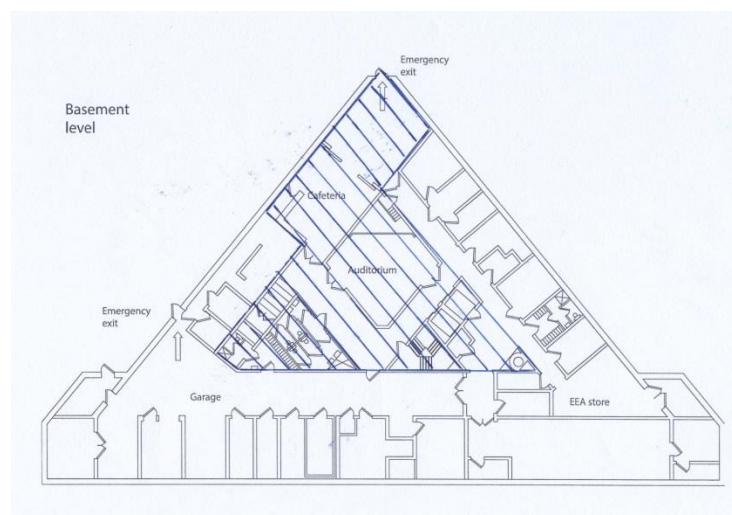 Emergency
exit
Basement
level
Cafeteria
Auditorium
Emergency
exit
Garage
EEA store